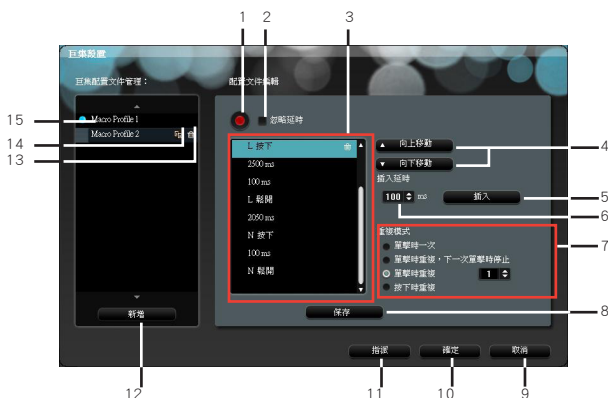 1
2
3
巨集設置
巨集配置文件管理：
配置文件編輯
忽略延時
15
Macro Profile 1
14
Macro Profile 2
13
L 按下
2500 ms
100 ms
L 鬆開
2050 ms
N 按下
100 ms
N 鬆開
向上移動
向下移動
4
插入延時
100 ms
插入
5
6
重複模式
7
單擊時一次
單擊時重複，下一次單擊時停止
單擊時重複
1
按下時重複
新增
保存
8
指派
確定
取消
12
11
10
9